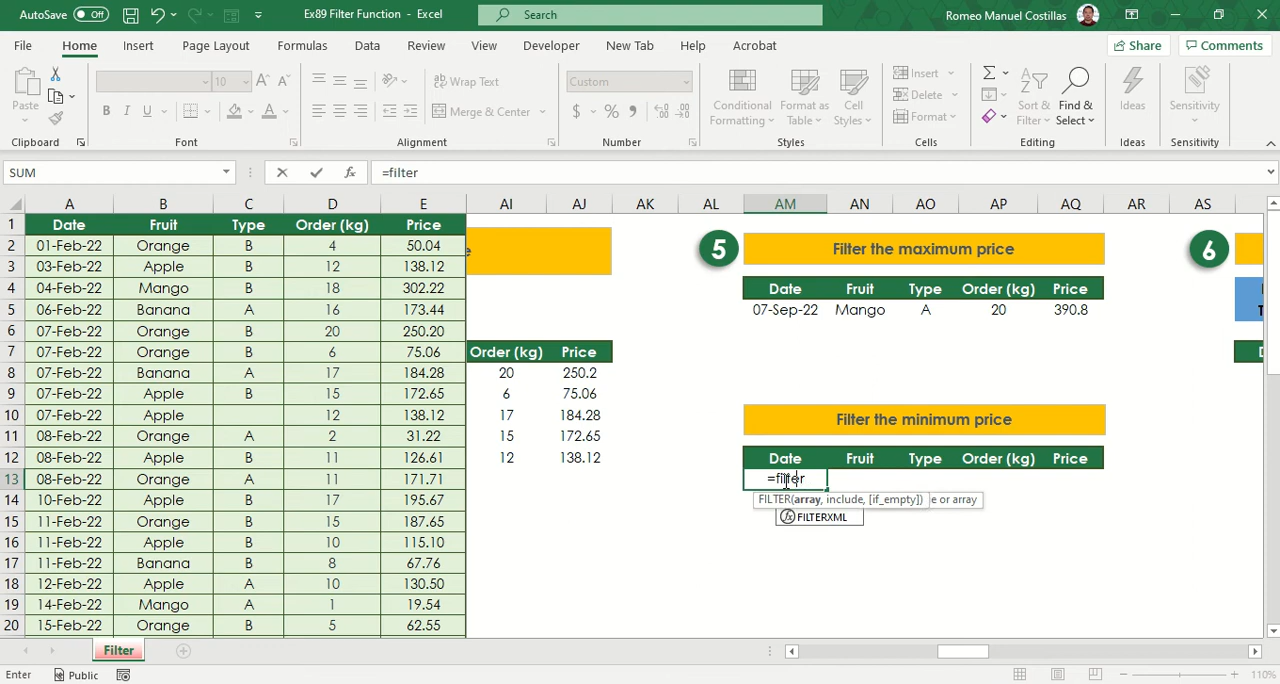 AutoSave Off Ex89 Filter Function - Excel Search Romeo Manuel Costillas
File Home Insert Page Layout Formulas Data Review View Developer New Tab Help Acrobat Share Comments
Paste 10 Wrap Text Custom Conditional Formatting Format as Table Cell Styles Insert Delete Format Sort & Filter Find & Select Ideas Sensitivity
B I U Merge & Center $ %
Clipboard Font Alignment Number Styles Cells Editing Ideas Sensitivity
SUM fx =filter
A B C D E AI AJ AK AL AM AN AO AP AQ AR AS
1 Date Fruit Type Order (kg) Price
2 01-Feb-22 Orange B 4 50.04 e 5 Filter the maximum price 6
3 03-Feb-22 Apple B 12 138.12
4 04-Feb-22 Mango B 18 302.22 Date Fruit Type Order (kg) Price
5 06-Feb-22 Banana A 16 173.44 07-Sep-22 Mango A 20 390.8
6 07-Feb-22 Orange B 20 250.20
7 07-Feb-22 Orange B 6 75.06 Order (kg) Price
8 07-Feb-22 Banana A 17 184.28 20 250.2
9 07-Feb-22 Apple B 15 172.65 6 75.06
10 07-Feb-22 Apple 12 138.12 17 184.28 Filter the minimum price
11 08-Feb-22 Orange A 2 31.22 15 172.65
12 08-Feb-22 Apple B 11 126.61 12 138.12 Date Fruit Type Order (kg) Price
13 08-Feb-22 Orange A 11 171.71 =filter
14 10-Feb-22 Apple B 17 195.67 FILTER(array, include, [if_empty]) e or array
15 11-Feb-22 Orange B 15 187.65 FILTERXML
16 11-Feb-22 Apple B 10 115.10
17 11-Feb-22 Banana B 8 67.76
18 12-Feb-22 Apple A 10 130.50
19 14-Feb-22 Mango A 1 19.54
20 15-Feb-22 Orange B 5 62.55
Filter
Enter Public 110%